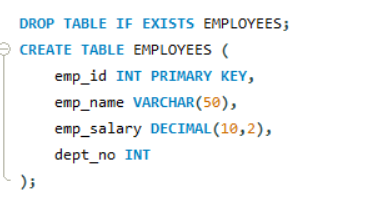 DROP TABLE IF EXISTS EMPLOYEES;
CREATE TABLE EMPLOYEES (
emp_id INT PRIMARY KEY,
emp_name VARCHAR(50),
emp_salary DECIMAL(10,2),
dept_no INT
);